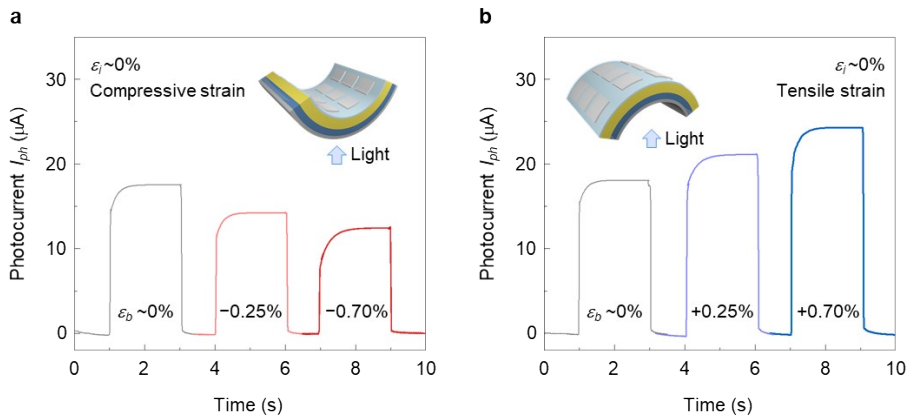 a
εi ~0%
Compressive strain
Light
Photocurrent Iph (μA)
30
20
10
0
εb ~0%
−0.25%
−0.70%
0 2 4 6 8 10
Time (s)
b
εi ~0%
Tensile strain
Light
Photocurrent Iph (μA)
30
20
10
0
εb ~0%
+0.25%
+0.70%
0 2 4 6 8 10
Time (s)